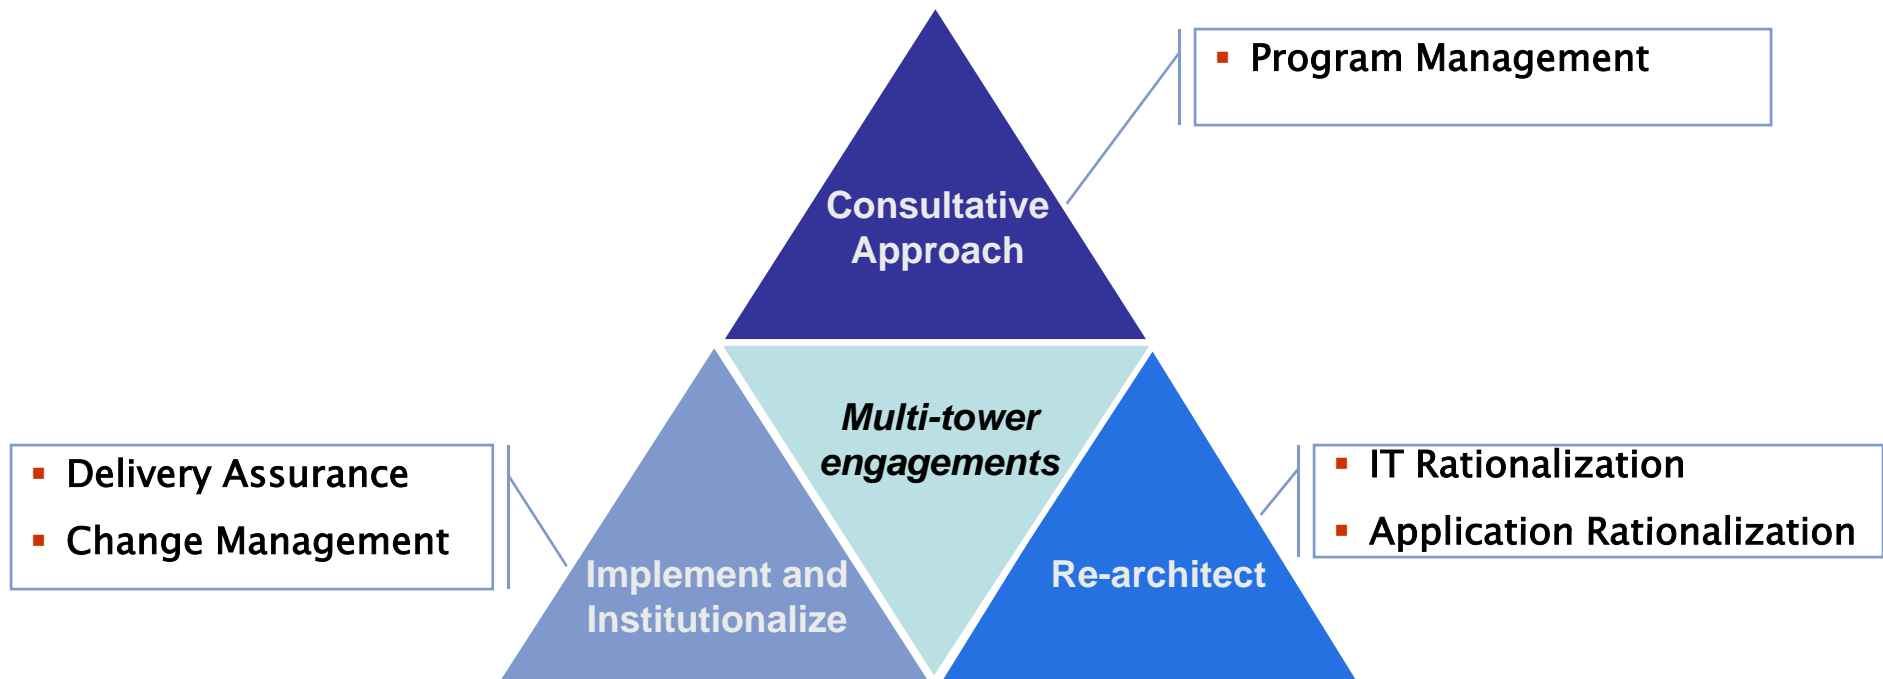 Program Management
Consultative
Approach
Multi-tower
engagements
Delivery Assurance
Change Management
IT Rationalization
Application Rationalization
Implement and
Institutionalize
Re-architect